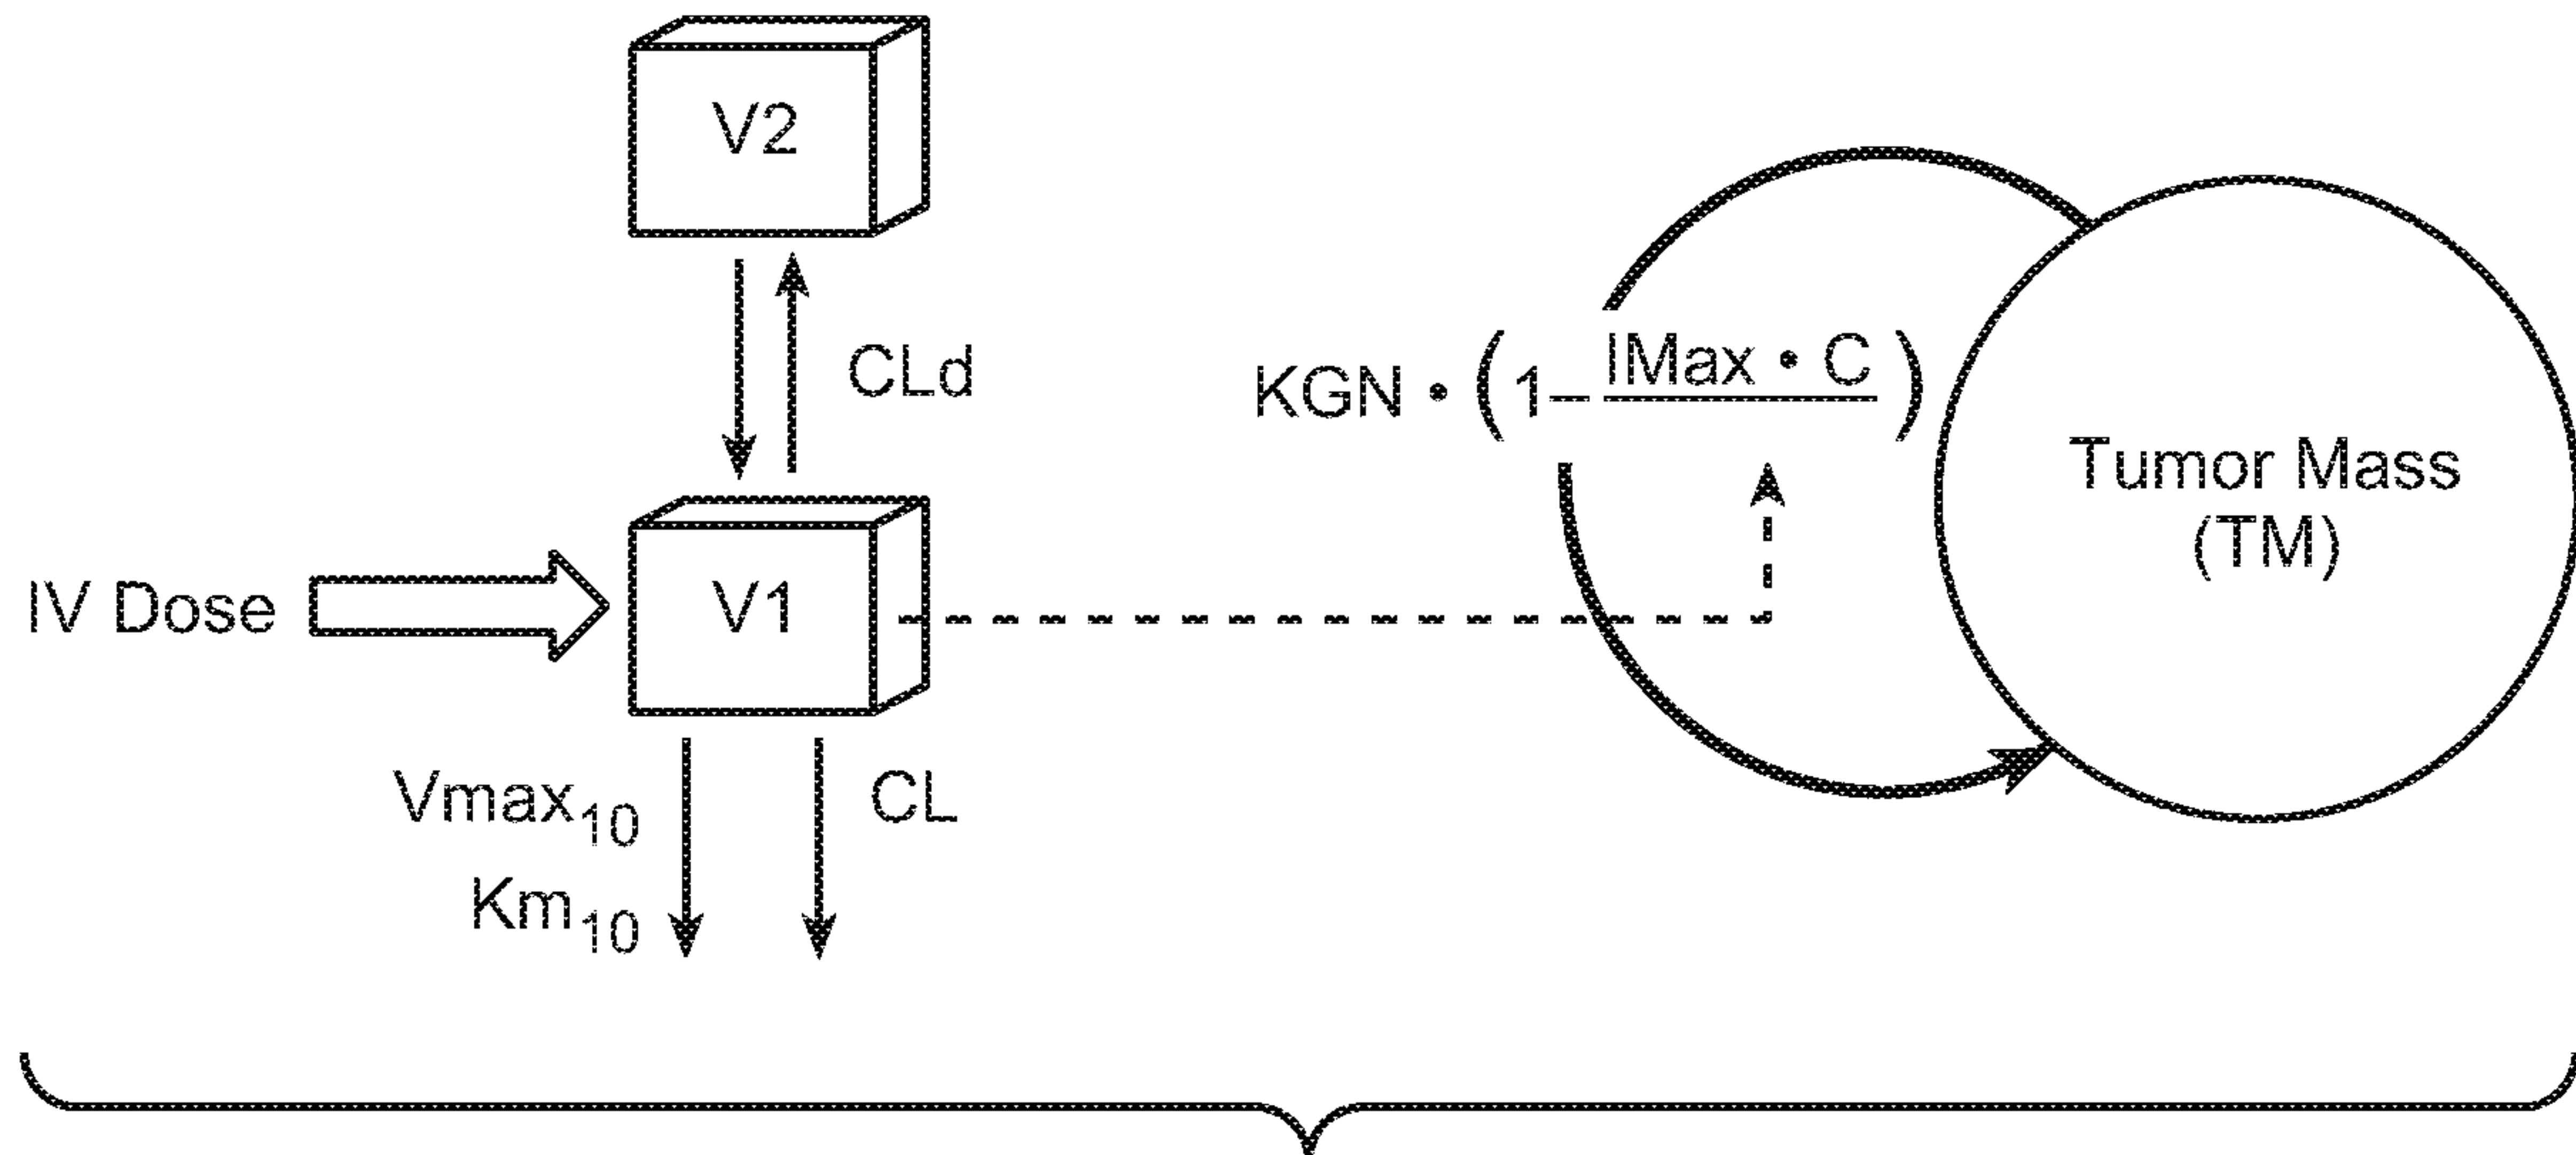 V2
CLd
KGN • (1– IMax • C)
Tumor Mass
(TM)
IV Dose
V1
Vmax10
CL
Km10